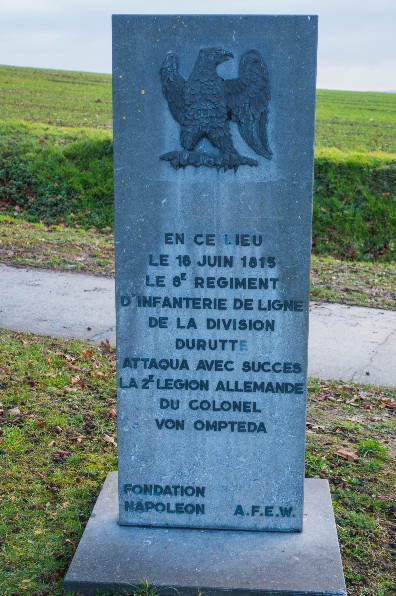 EN CE LIEU
LE 18 JUIN 1815
LE 8E REGIMENT
D'INFANTERIE DE LIGNE
DE LA DIVISION
DURUTTE
ATTAQUA AVEC SUCCES
LA 2E LEGION ALLEMANDE
DU COLONEL
VON OMPTEDA
FONDATION
NAPOLEON A.F.E.W.